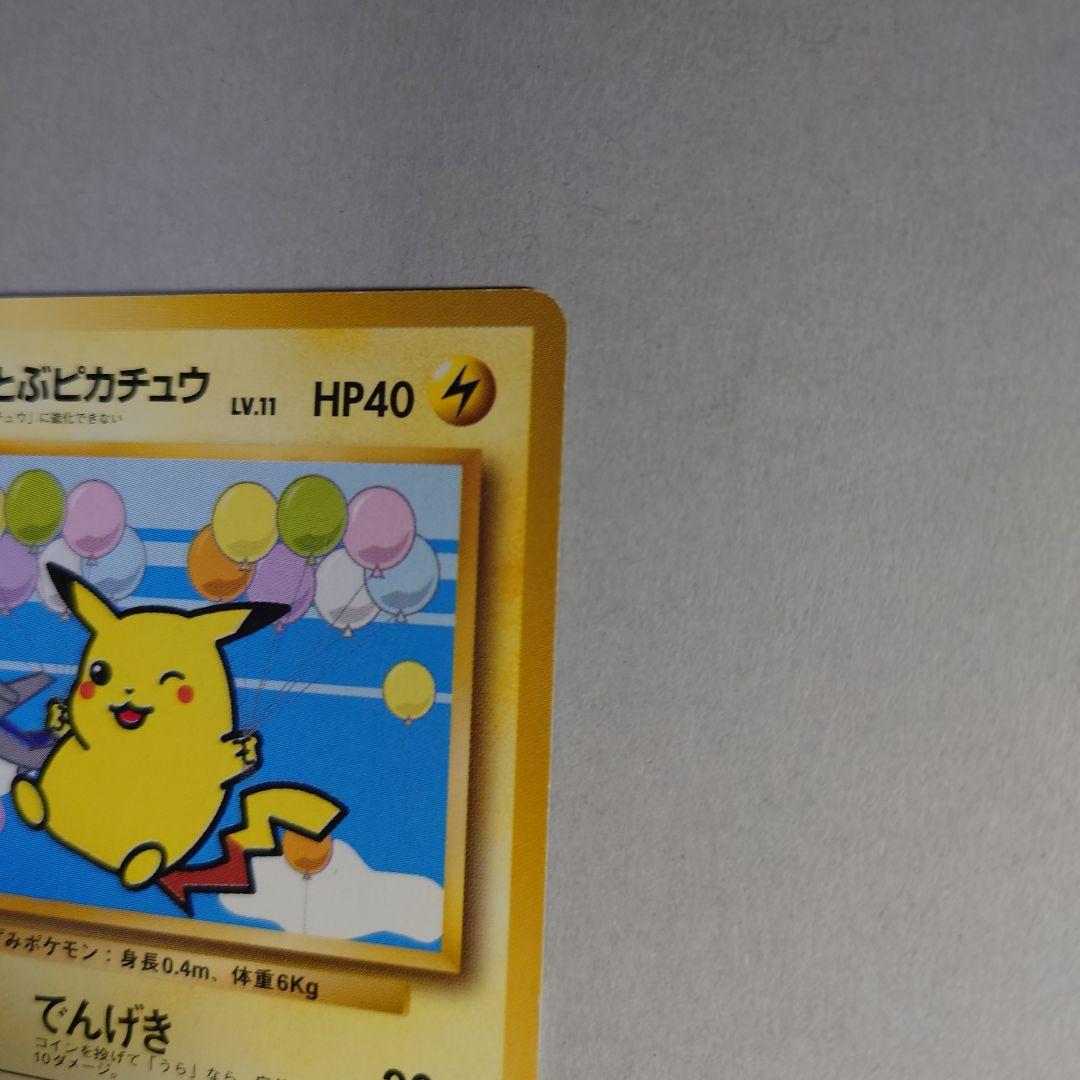 とぶピカチュウ LV.11 HP40
チュウ」に進化できない
みポケモン：身長0.4m、体重6Kg
でんげき
コインを投げて「うら」なら、
10ダメージ。